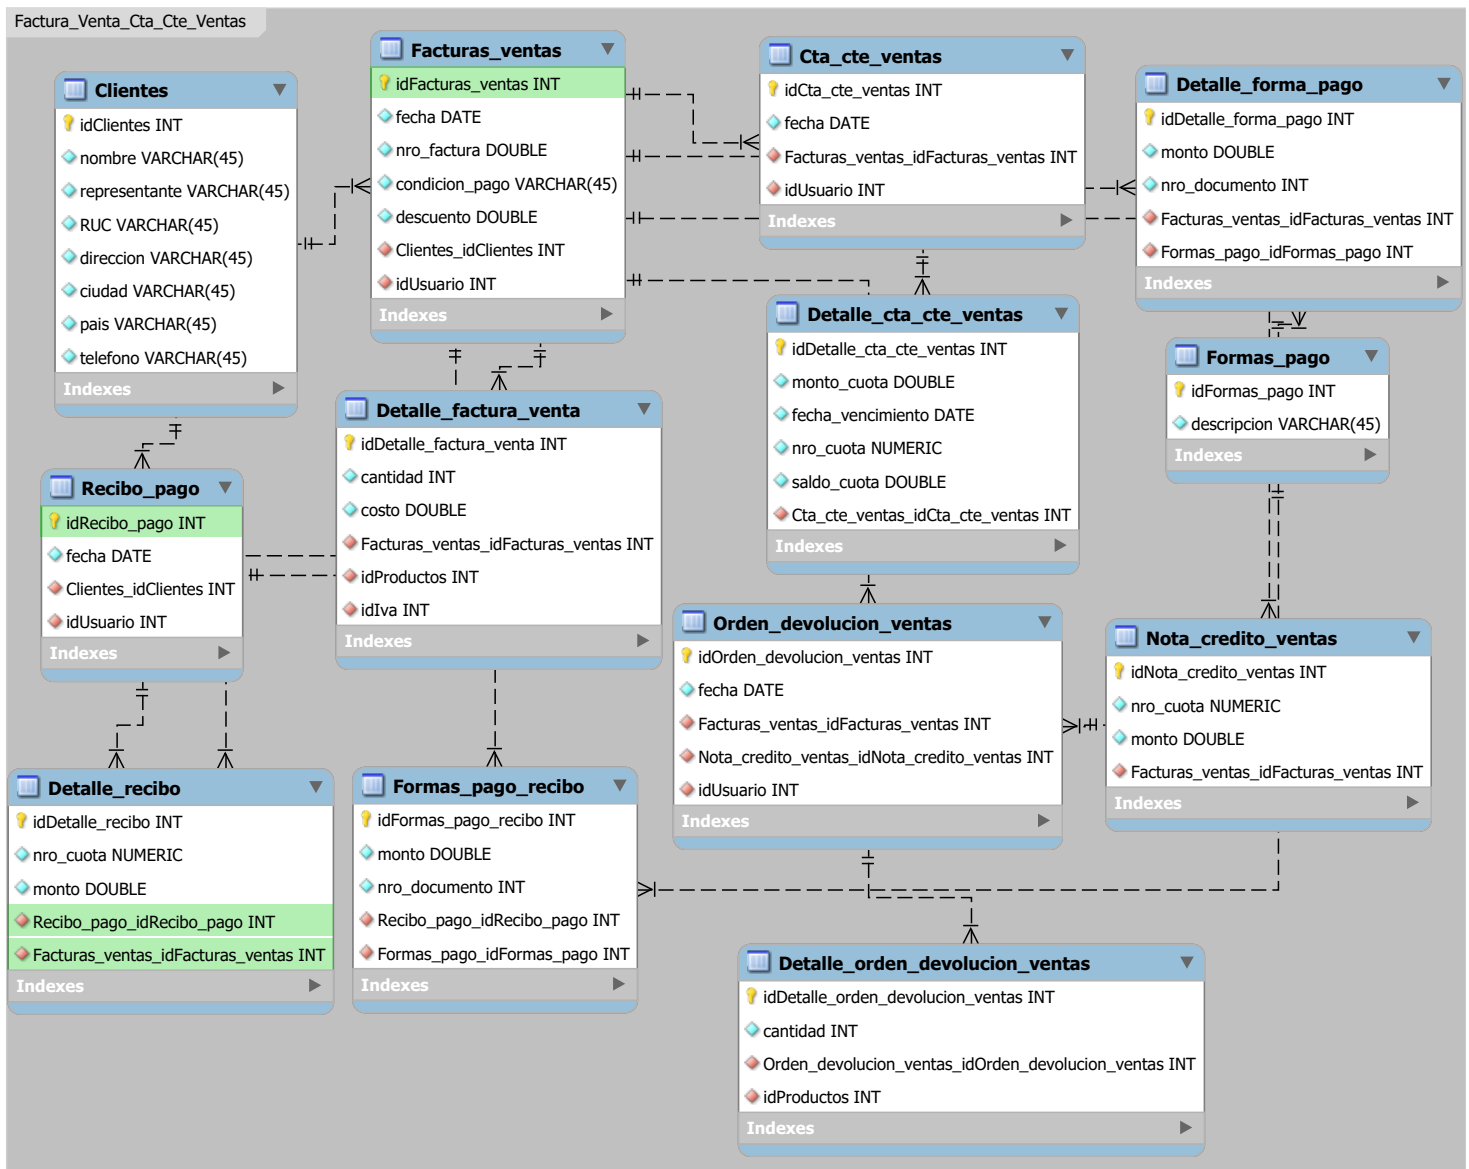 Factura_Venta_Cta_Cte_Ventas
Clientes
idClientes INT
nombre VARCHAR(45)
representante VARCHAR(45)
RUC VARCHAR(45)
direccion VARCHAR(45)
ciudad VARCHAR(45)
pais VARCHAR(45)
telefono VARCHAR(45)
Indexes
Facturas_ventas
idFacturas_ventas INT
fecha DATE
nro_factura DOUBLE
condicion_pago VARCHAR(45)
descuento DOUBLE
Clientes_idClientes INT
idUsuario INT
Indexes
Cta_cte_ventas
idCta_cte_ventas INT
fecha DATE
Facturas_ventas_idFacturas_ventas INT
idUsuario INT
Indexes
Detalle_forma_pago
idDetalle_forma_pago INT
monto DOUBLE
nro_documento INT
Facturas_ventas_idFacturas_ventas INT
Formas_pago_idFormas_pago INT
Indexes
Detalle_cta_cte_ventas
idDetalle_cta_cte_ventas INT
monto_cuota DOUBLE
fecha_vencimiento DATE
nro_cuota NUMERIC
saldo_cuota DOUBLE
Cta_cte_ventas_idCta_cte_ventas INT
Indexes
Formas_pago
idFormas_pago INT
descripcion VARCHAR(45)
Indexes
Detalle_factura_venta
idDetalle_factura_venta INT
cantidad INT
costo DOUBLE
Facturas_ventas_idFacturas_ventas INT
idProductos INT
idIva INT
Indexes
Recibo_pago
idRecibo_pago INT
fecha DATE
Clientes_idClientes INT
idUsuario INT
Indexes
Orden_devolucion_ventas
idOrden_devolucion_ventas INT
fecha DATE
Facturas_ventas_idFacturas_ventas INT
Nota_credito_ventas_idNota_credito_ventas INT
idUsuario INT
Indexes
Nota_credito_ventas
idNota_credito_ventas INT
nro_cuota NUMERIC
monto DOUBLE
Facturas_ventas_idFacturas_ventas INT
Indexes
Detalle_recibo
idDetalle_recibo INT
nro_cuota NUMERIC
monto DOUBLE
Recibo_pago_idRecibo_pago INT
Facturas_ventas_idFacturas_ventas INT
Indexes
Formas_pago_recibo
idFormas_pago_recibo INT
monto DOUBLE
nro_documento INT
Recibo_pago_idRecibo_pago INT
Formas_pago_idFormas_pago INT
Indexes
Detalle_orden_devolucion_ventas
idDetalle_orden_devolucion_ventas INT
cantidad INT
Orden_devolucion_ventas_idOrden_devolucion_ventas INT
idProductos INT
Indexes